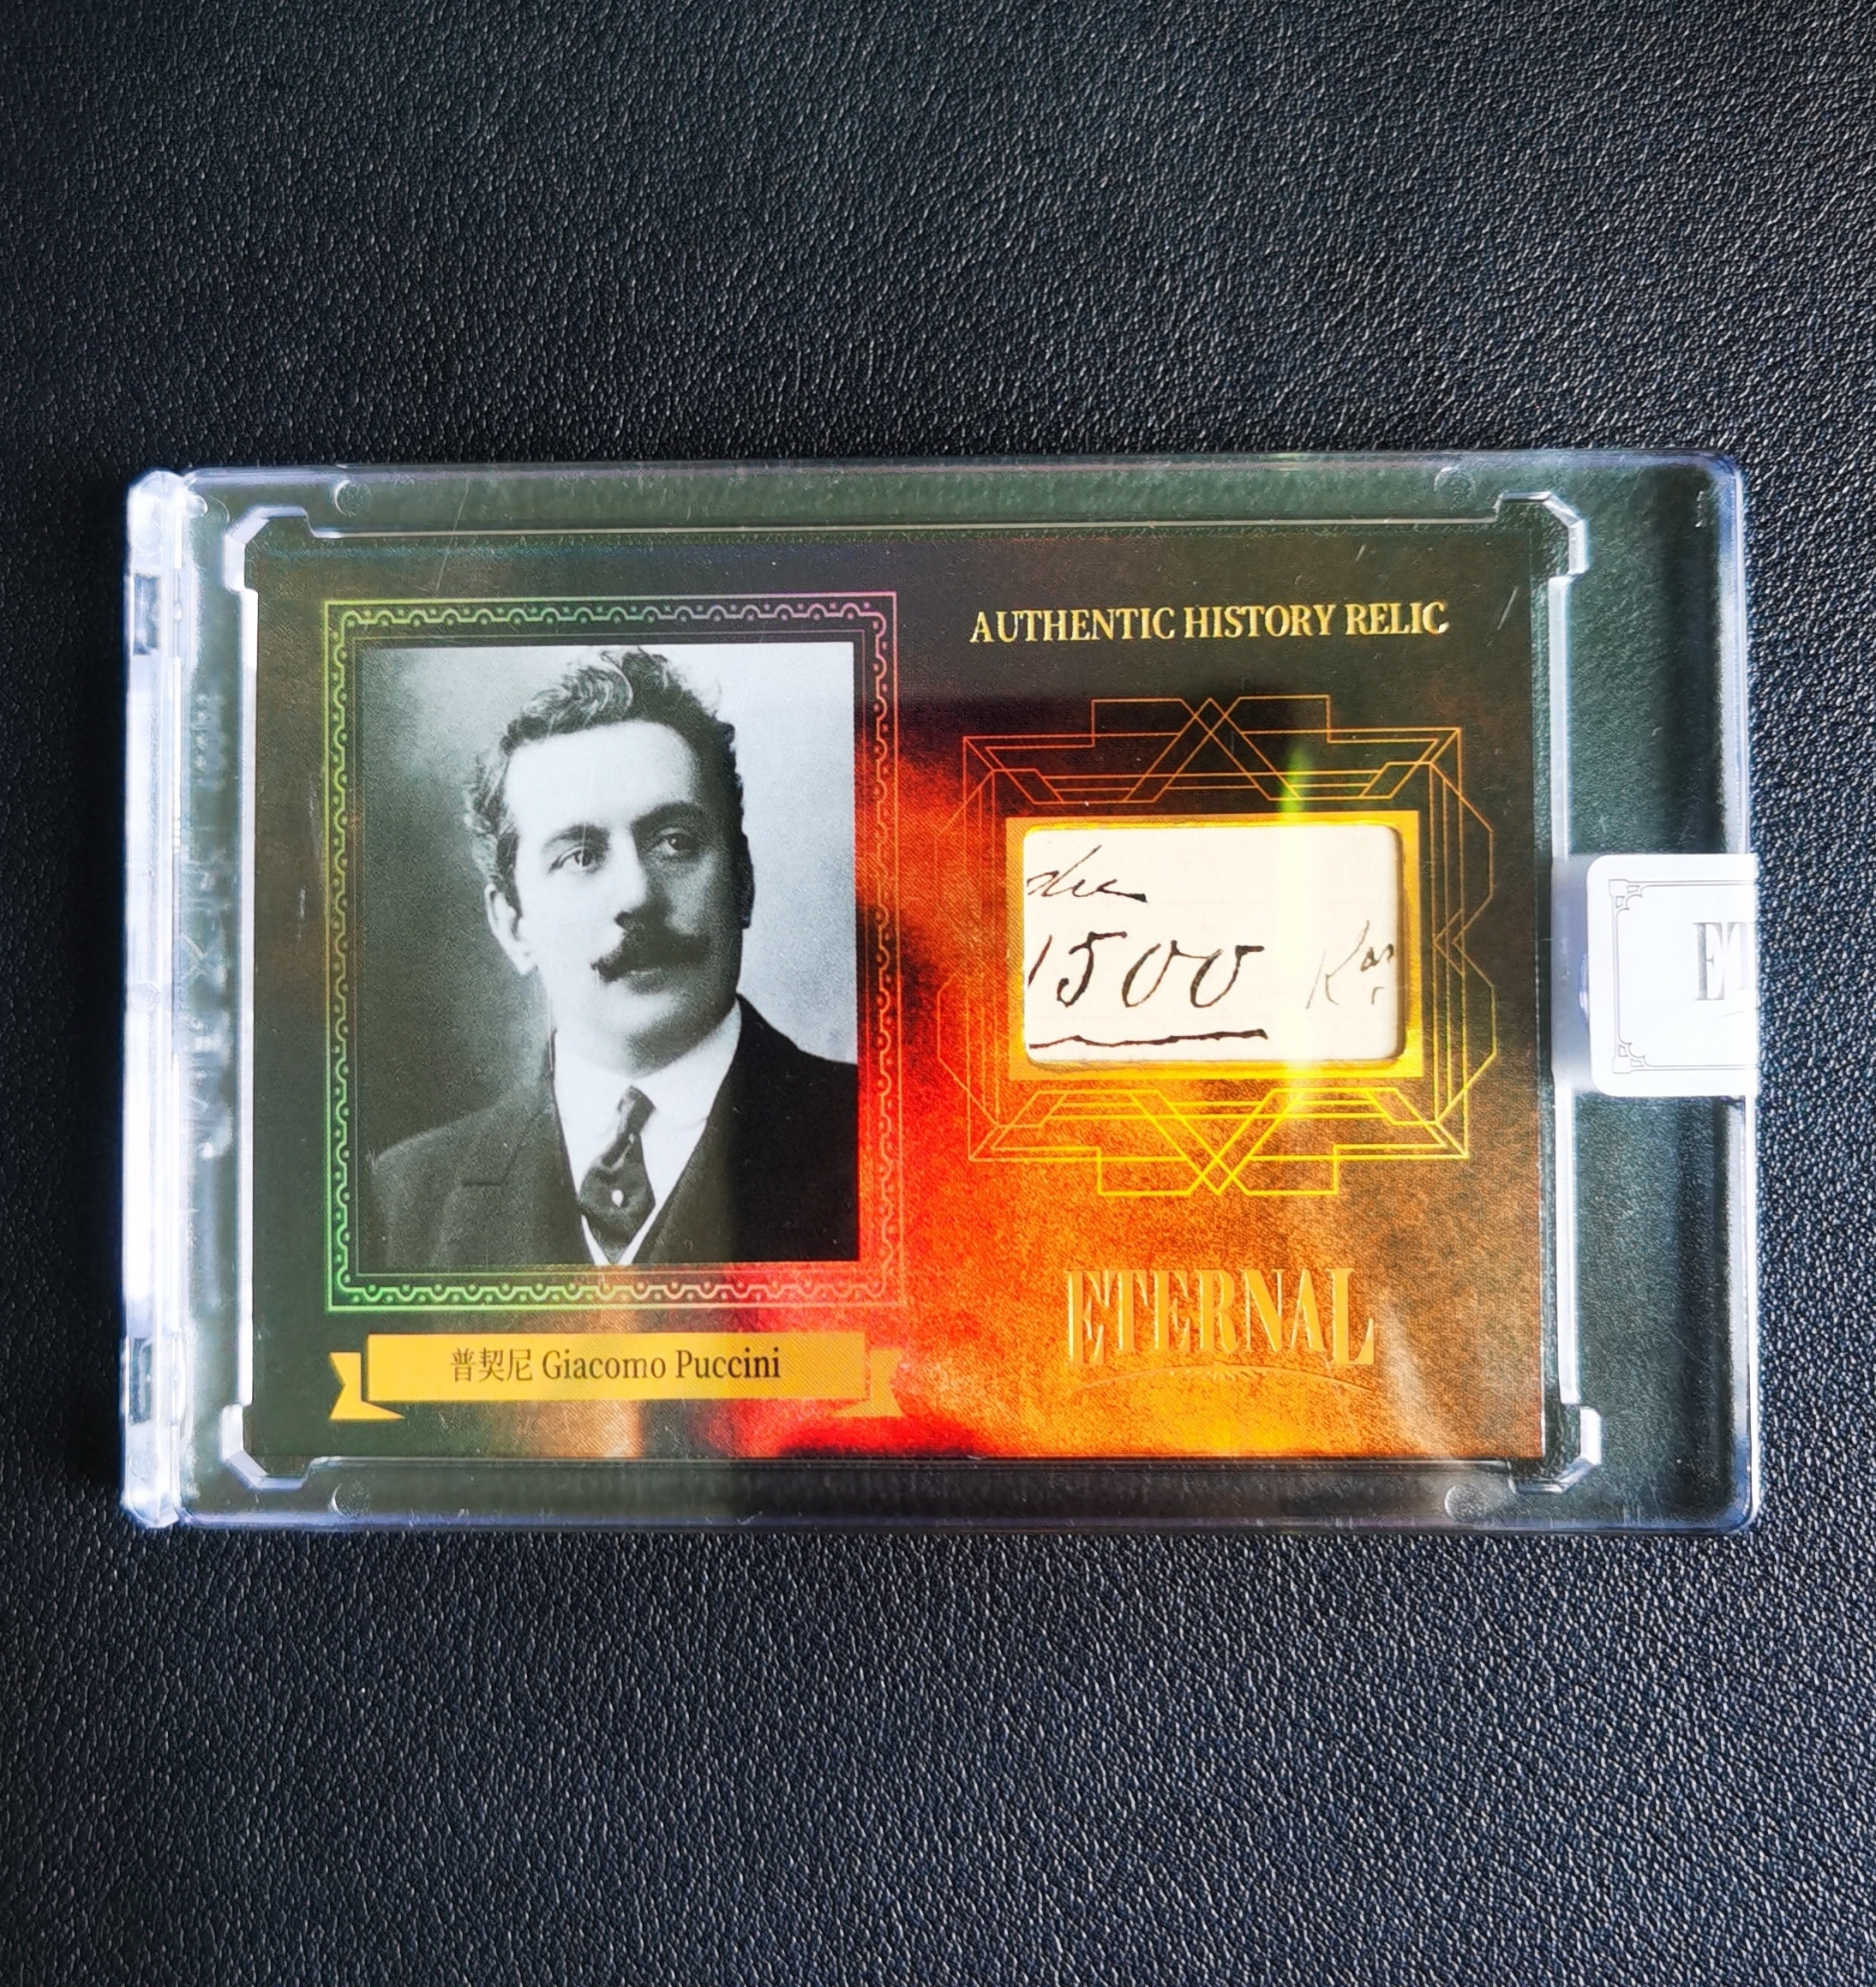 AUTHENTIC HISTORY RELIC
1500
ETERNAL
普契尼 Giacomo Puccini